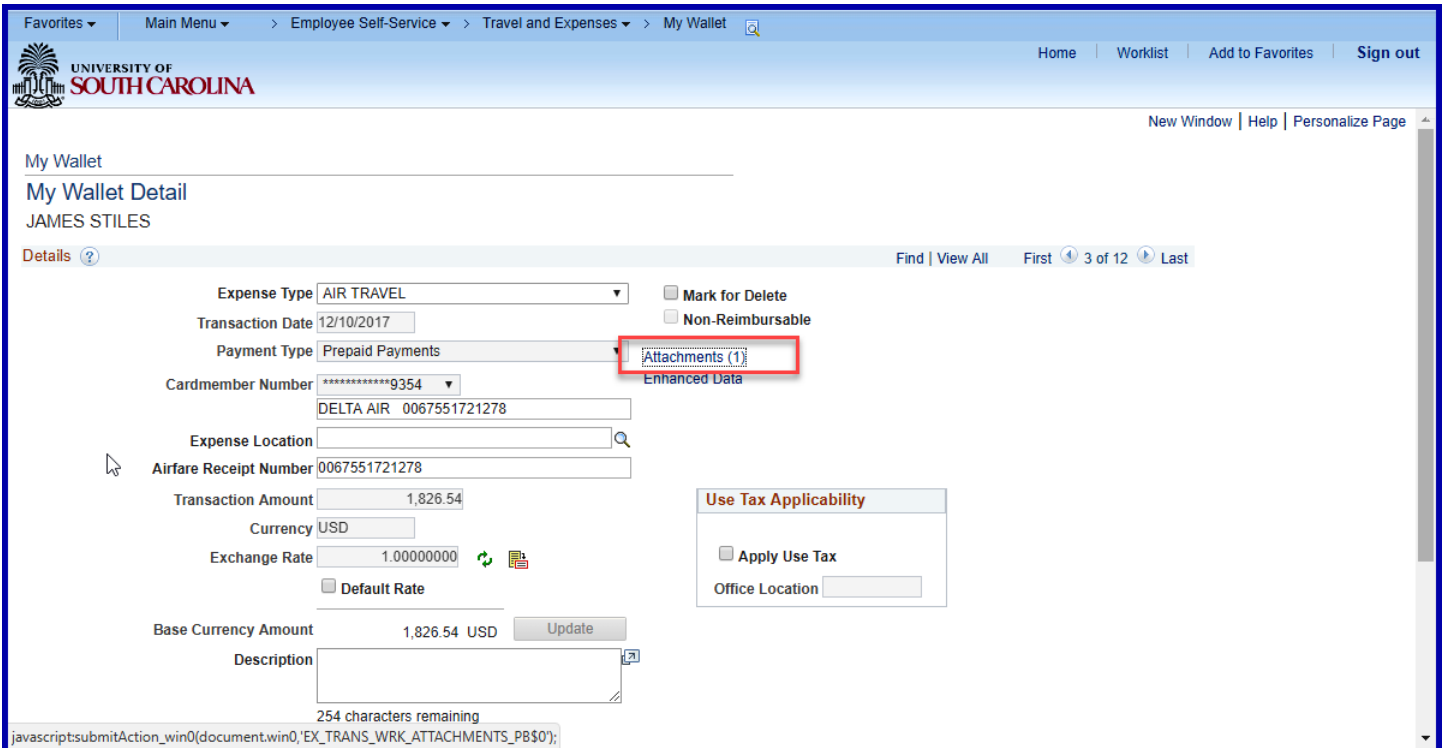 Favorites Main Menu > Employee Self-Service > Travel and Expenses > My Wallet
UNIVERSITY OF
SOUTH CAROLINA
Home Worklist Add to Favorites Sign out
New Window | Help | Personalize Page
My Wallet
My Wallet Detail
JAMES STILES
Details ? Find | View All First 3 of 12 Last
Expense Type AIR TRAVEL Mark for Delete
Transaction Date 12/10/2017 Non-Reimbursable
Payment Type Prepaid Payments Attachments (1)
Cardmember Number ************9354 Enhanced Data
DELTA AIR 0067551721278
Expense Location
Airfare Receipt Number 0067551721278
Transaction Amount 1,826.54 Use Tax Applicability
Currency USD
Exchange Rate 1.00000000 Apply Use Tax
Default Rate Office Location
Base Currency Amount 1,826.54 USD Update
Description
254 characters remaining
javascript:submitAction_win0(document.win0,'EX_TRANS_WRK_ATTACHMENTS_PB$0');